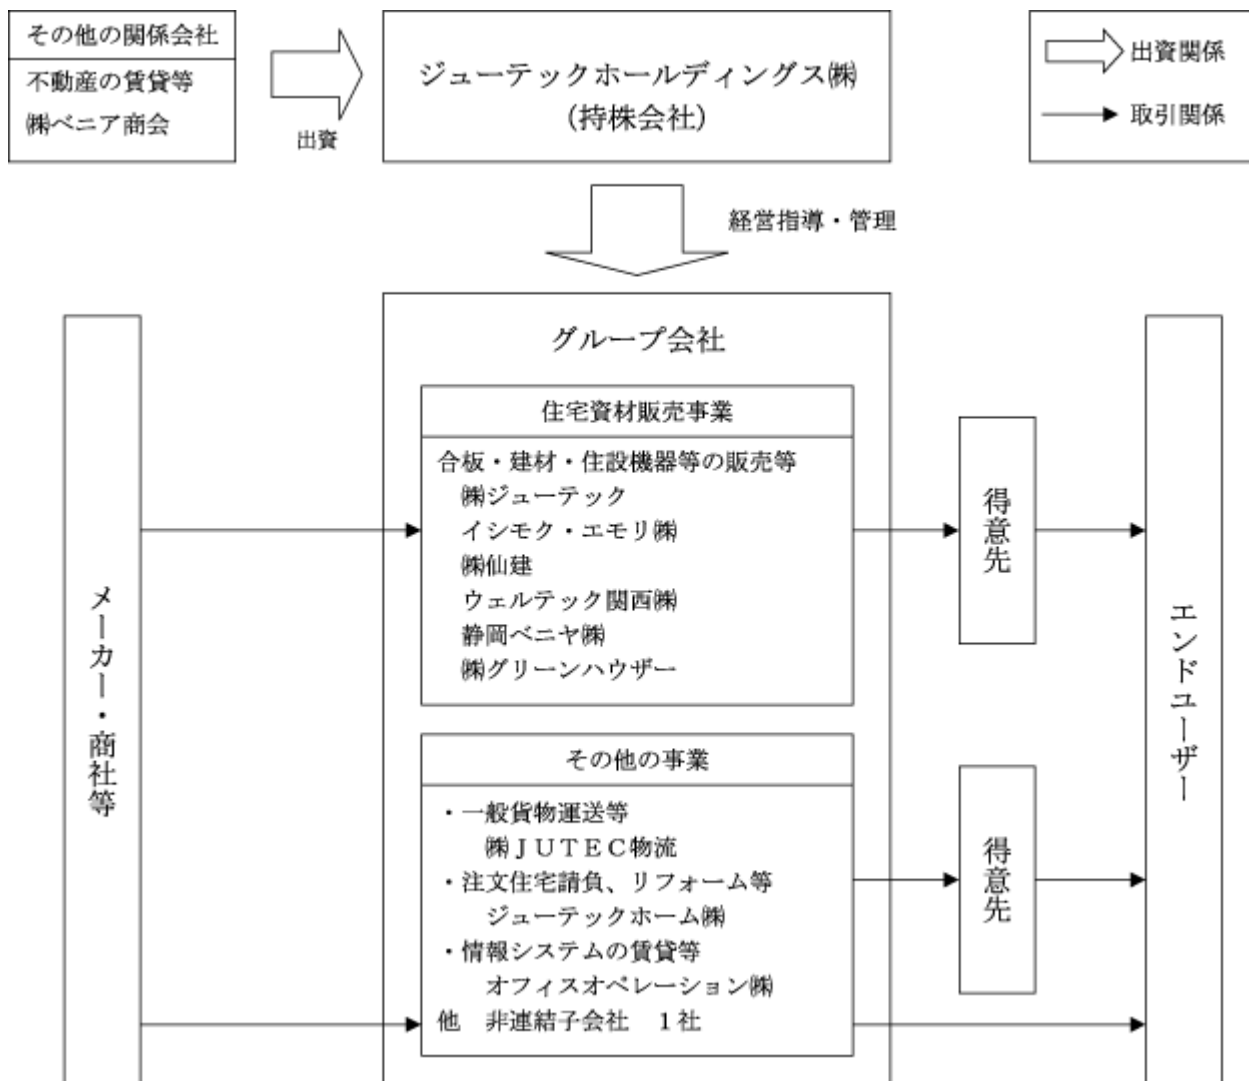 その他の関係会社
不動産の賃貸等
㈱ベニア商会
出資
ジューテックホールディングス㈱
（持株会社）
出資関係
取引関係
経営指導・管理
メーカー・商社等
グループ会社
住宅資材販売事業
合板・建材・住設機器等の販売等
㈱ジューテック
イシモク・エモリ㈱
㈱仙建
ウェルテック関西㈱
静岡ベニヤ㈱
㈱グリーンハウザー
その他の事業
・一般貨物運送等
㈱ＪＵＴＥＣ物流
・注文住宅請負、リフォーム等
ジューテックホーム㈱
・情報システムの賃貸等
オフィスオペレーション㈱
他　非連結子会社　１社
得意先
得意先
エンドユーザー